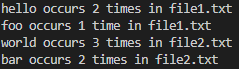 hello occurs 2 times in file1.txt
foo occurs 1 time in file1.txt
world occurs 3 times in file2.txt
bar occurs 2 times in file2.txt